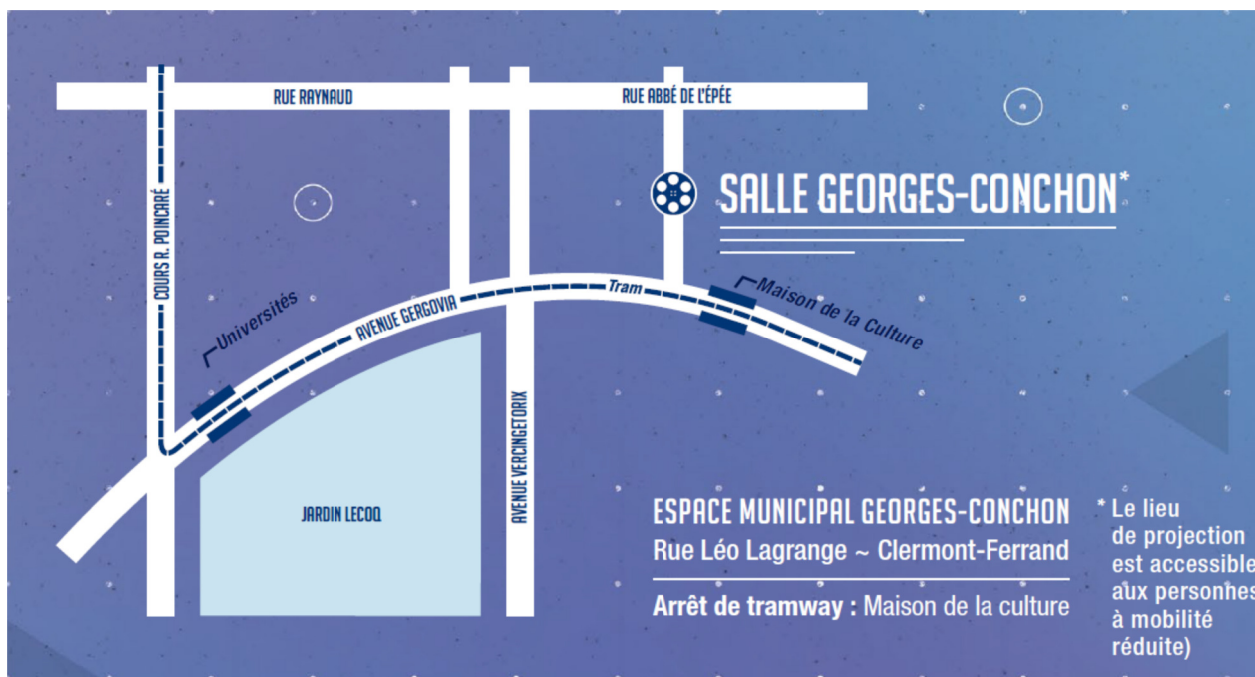 RUE RAYNAUD
RUE ABBÉ DE L'ÉPÉE
COURS R. POINCARÉ
SALLE GEORGES-CONCHON*
Universités
AVENUE GERGOVIA
Tram
Maison de la Culture
AVENUE VERCINGETORIX
JARDIN LECOQ
ESPACE MUNICIPAL GEORGES-CONCHON
Rue Léo Lagrange ~ Clermont-Ferrand
Arrêt de tramway : Maison de la culture
* Le lieu
de projection
est accessible
aux personnes
à mobilité
réduite)